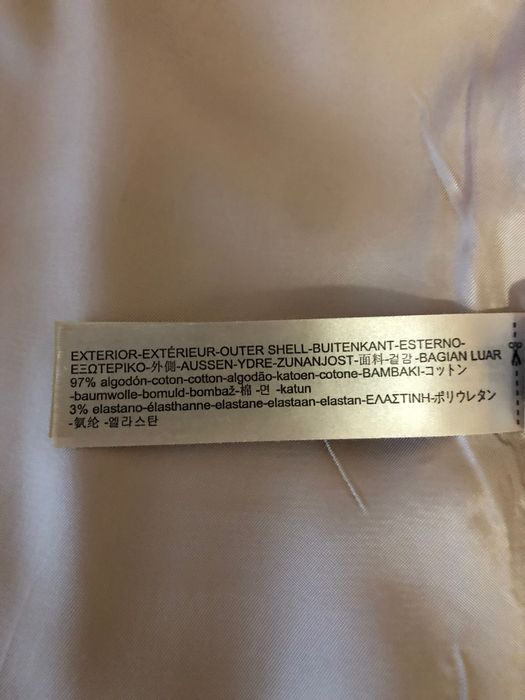 EXTERIOR-EXTÉRIEUR-OUTER SHELL-BUITENKANT-ESTERNO-
ΕΞΩΤΕΡΙΚΟ-外側-AUSSEN-YDRE-ZUNANJOST-面料-겉감-BAGIAN LUAR
97% algodón-coton-cotton-algodão-katoen-cotone-BAMBAKI-コットン
-baumwolle-bomuld-bombaž-棉 -면 -katun
3% elastano-élasthanne-elastane-elastaan-elastan-ΕΛΑΣΤΙΝΗ-ポリウレタン
-氨纶 -엘라스탄